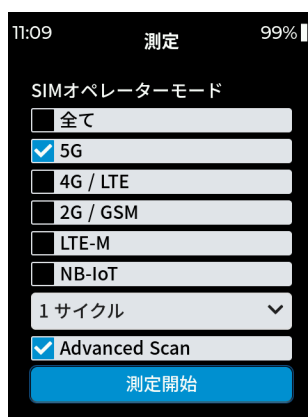 11:09
測定
99%
SIMオペレーターモード
全て
5G
4G / LTE
2G / GSM
LTE-M
NB-IoT
1 サイクル
Advanced Scan
測定開始